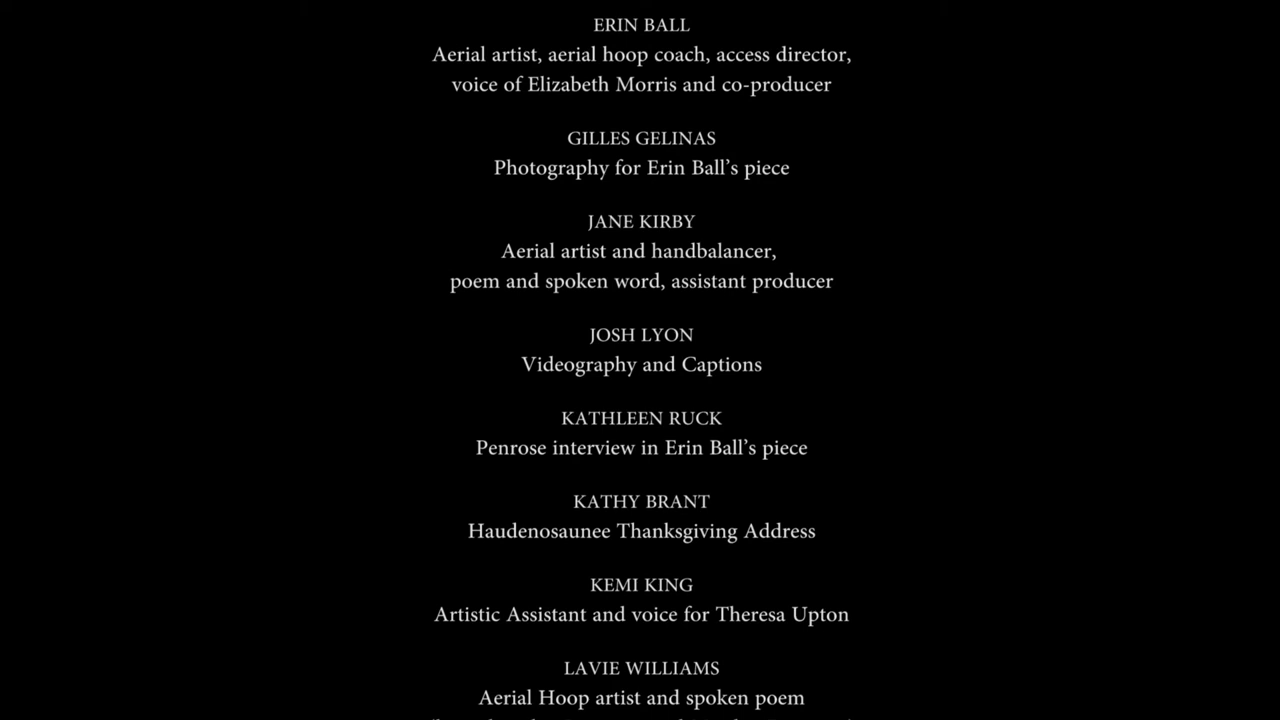 ERIN BALL
Aerial artist, aerial hoop coach, access director,
voice of Elizabeth Morris and co-producer
GILLES GELINAS
Photography for Erin Ball’s piece
JANE KIRBY
Aerial artist and handbalancer,
poem and spoken word, assistant producer
JOSH LYON
Videography and Captions
KATHLEEN RUCK
Penrose interview in Erin Ball’s piece
KATHY BRANT
Haudenosaunee Thanksgiving Address
KEMI KING
Artistic Assistant and voice for Theresa Upton
LAVIE WILLIAMS
Aerial Hoop artist and spoken poem